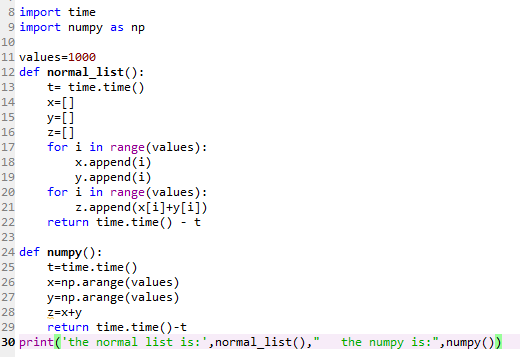 8 import time
9 import numpy as np
10
11 values=1000
12 def normal_list():
13     t= time.time()
14     x=[]
15     y=[]
16     z=[]
17     for i in range(values):
18         x.append(i)
19         y.append(i)
20     for i in range(values):
21         z.append(x[i]+y[i])
22     return time.time() - t
23
24 def numpy():
25     t=time.time()
26     x=np.arange(values)
27     y=np.arange(values)
28     z=x+y
29     return time.time()-t
30 print('the normal list is:',normal_list(),"   the numpy is:",numpy())